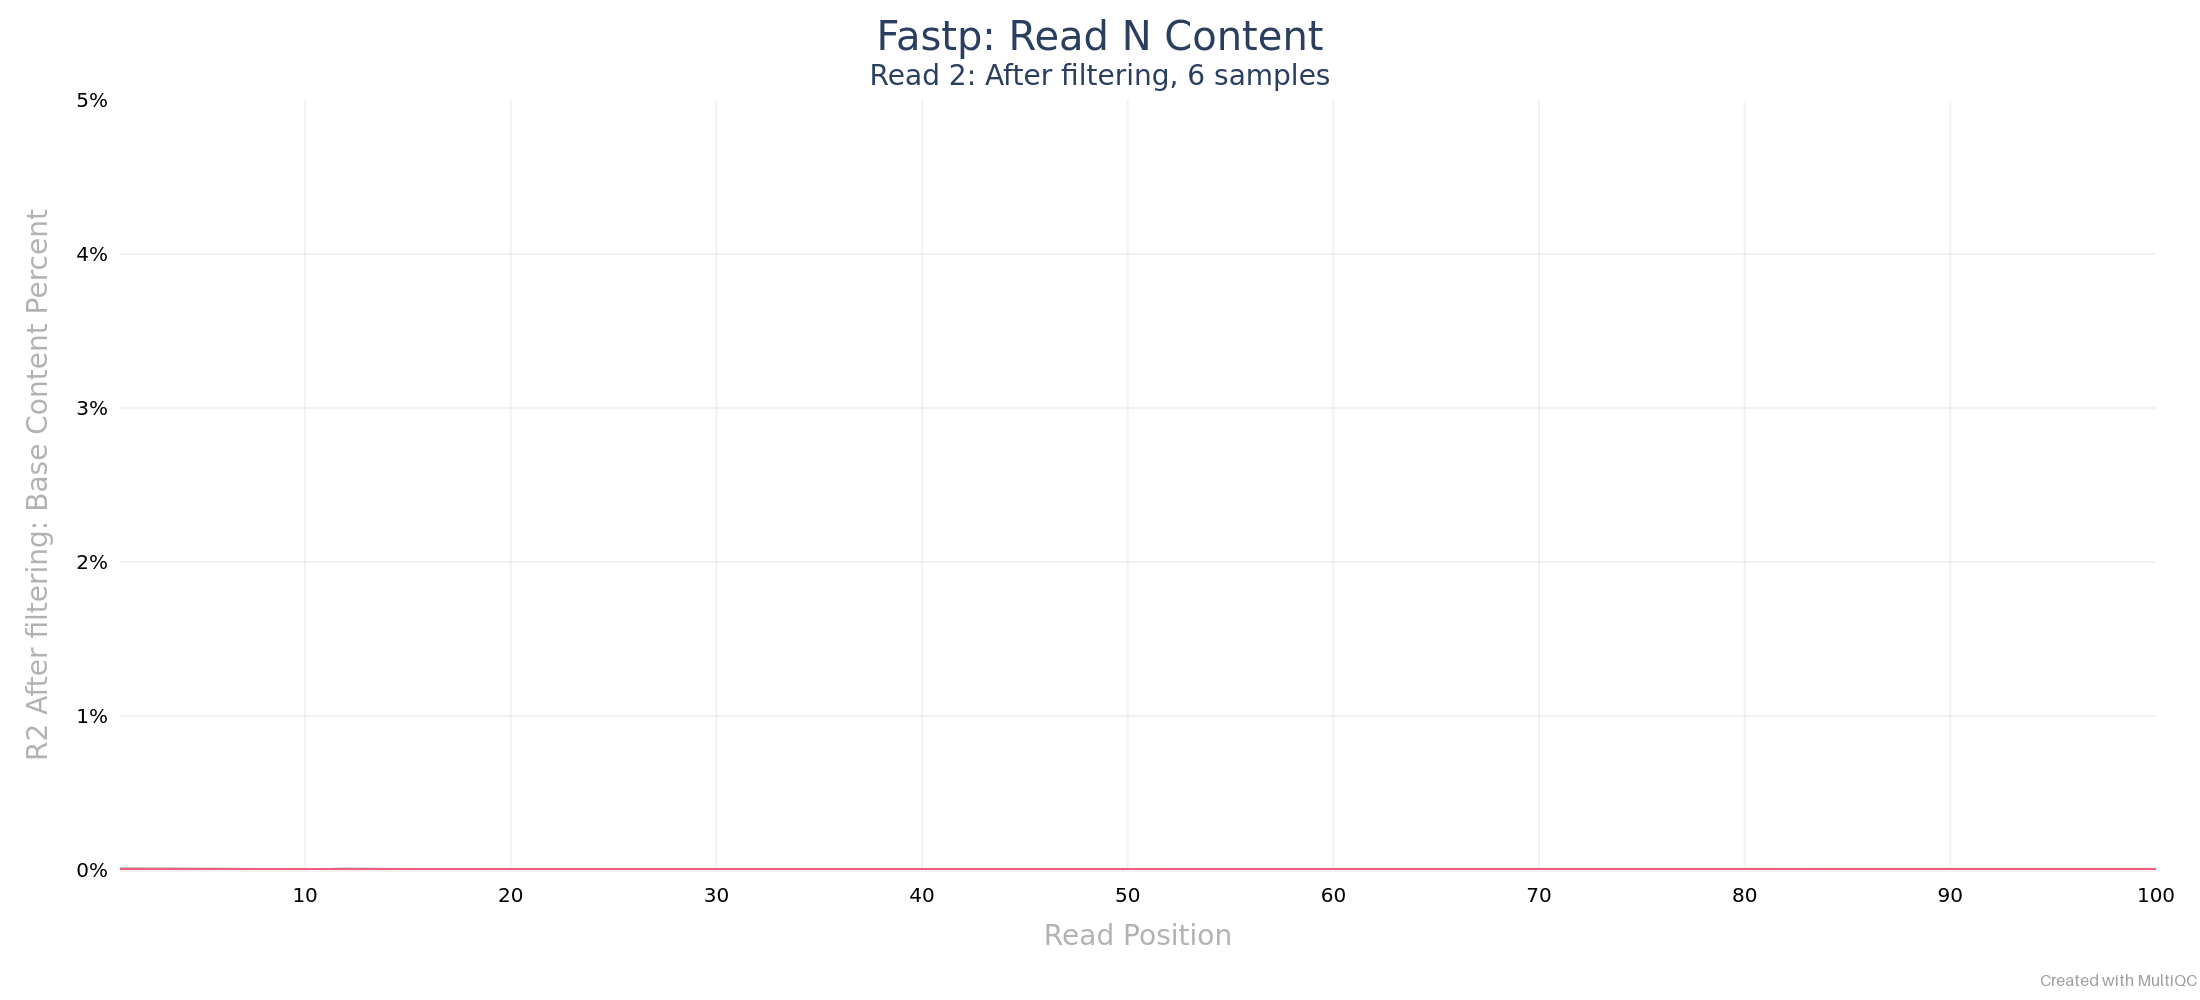 Fastp: Read N Content
Read 2: After filtering, 6 samples
R2 After filtering: Base Content Percent
5%
4%
3%
2%
1%
0%
10 20 30 40 50 60 70 80 90 100
Read Position
Created with MultiQC